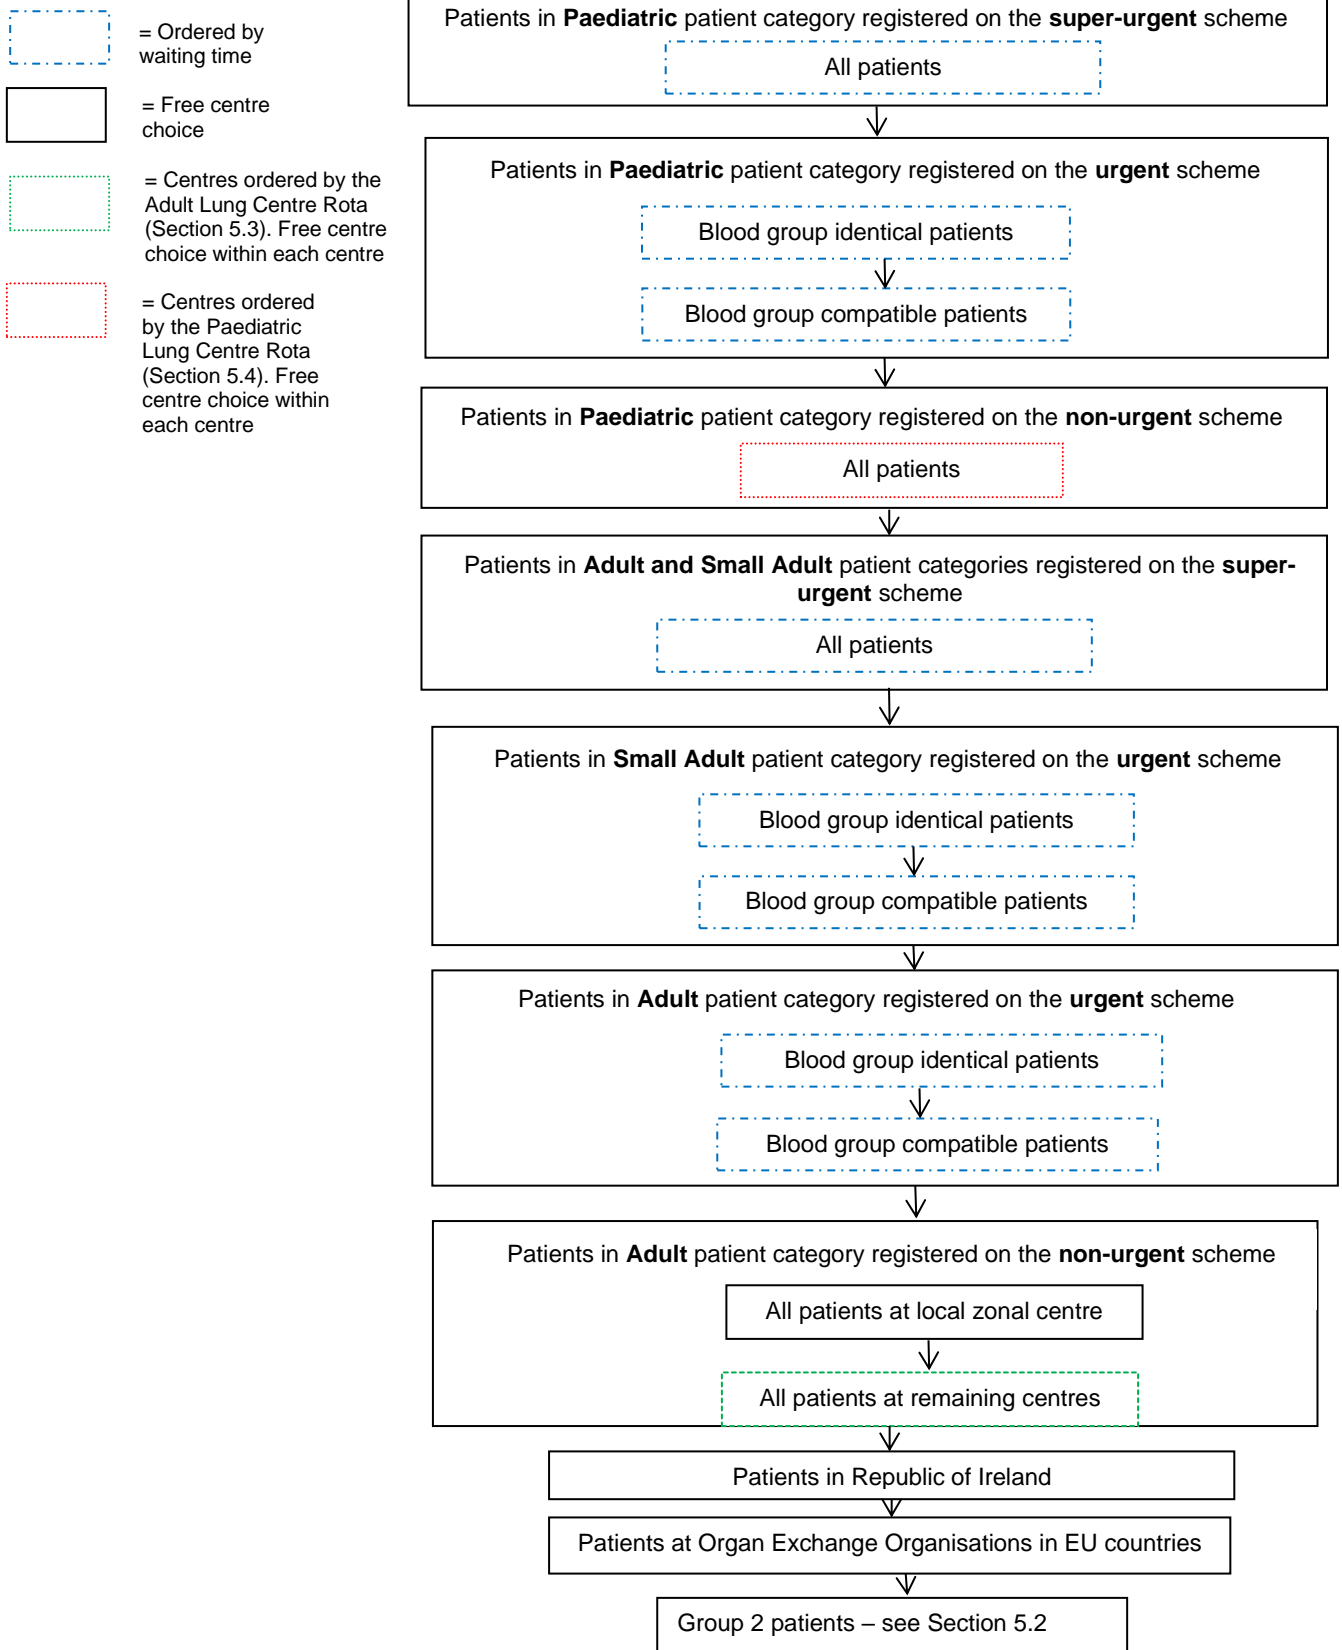 = Ordered by
waiting time
= Free centre
choice
= Centres ordered by the
Adult Lung Centre Rota
(Section 5.3). Free centre
choice within each centre
= Centres ordered
by the Paediatric
Lung Centre Rota
(Section 5.4). Free
centre choice within
each centre
Patients in Paediatric patient category registered on the super-urgent scheme
All patients
Patients in Paediatric patient category registered on the urgent scheme
Blood group identical patients
Blood group compatible patients
Patients in Paediatric patient category registered on the non-urgent scheme
All patients
Patients in Adult and Small Adult patient categories registered on the super-
urgent scheme
All patients
Patients in Small Adult patient category registered on the urgent scheme
Blood group identical patients
Blood group compatible patients
Patients in Adult patient category registered on the urgent scheme
Blood group identical patients
Blood group compatible patients
Patients in Adult patient category registered on the non-urgent scheme
All patients at local zonal centre
All patients at remaining centres
Patients in Republic of Ireland
Patients at Organ Exchange Organisations in EU countries
Group 2 patients – see Section 5.2